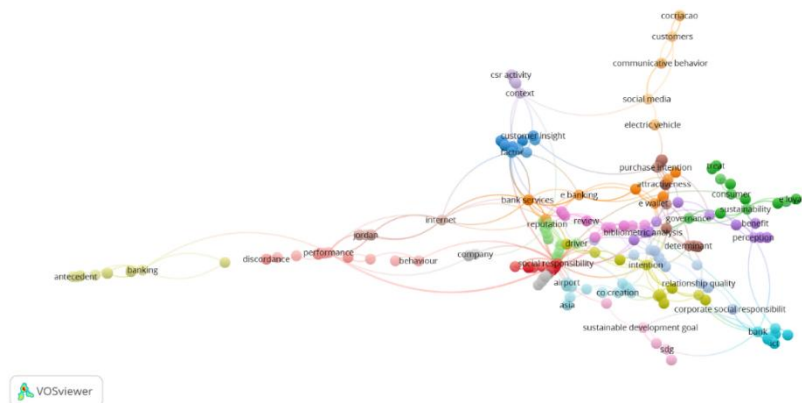 cocriacao
customers
communicative behavior
csr activity
context
social media
electric vehicle
customer insight
factor
purchase intention
trust
attractiveness
consumer
e banking
bank services
e wallet
sustainability
e loyal
internet
reputation
review
governance
benefit
jordan
bibliometric analysis
perception
driver
determinant
performance
company
discordance
behaviour
social responsibility
intention
banking
antecedent
airport
relationship quality
co creation
asia
corporate social responsibilit
sustainable development goal
bank
ict
sdg
VOSviewer